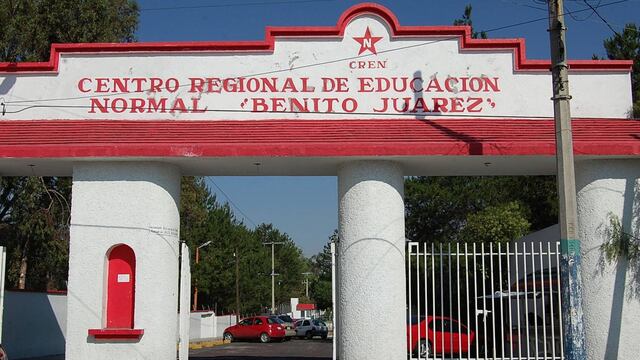 N
CREN
CENTRO REGIONAL DE EDUCACION
NORMAL "BENITO JUAREZ"